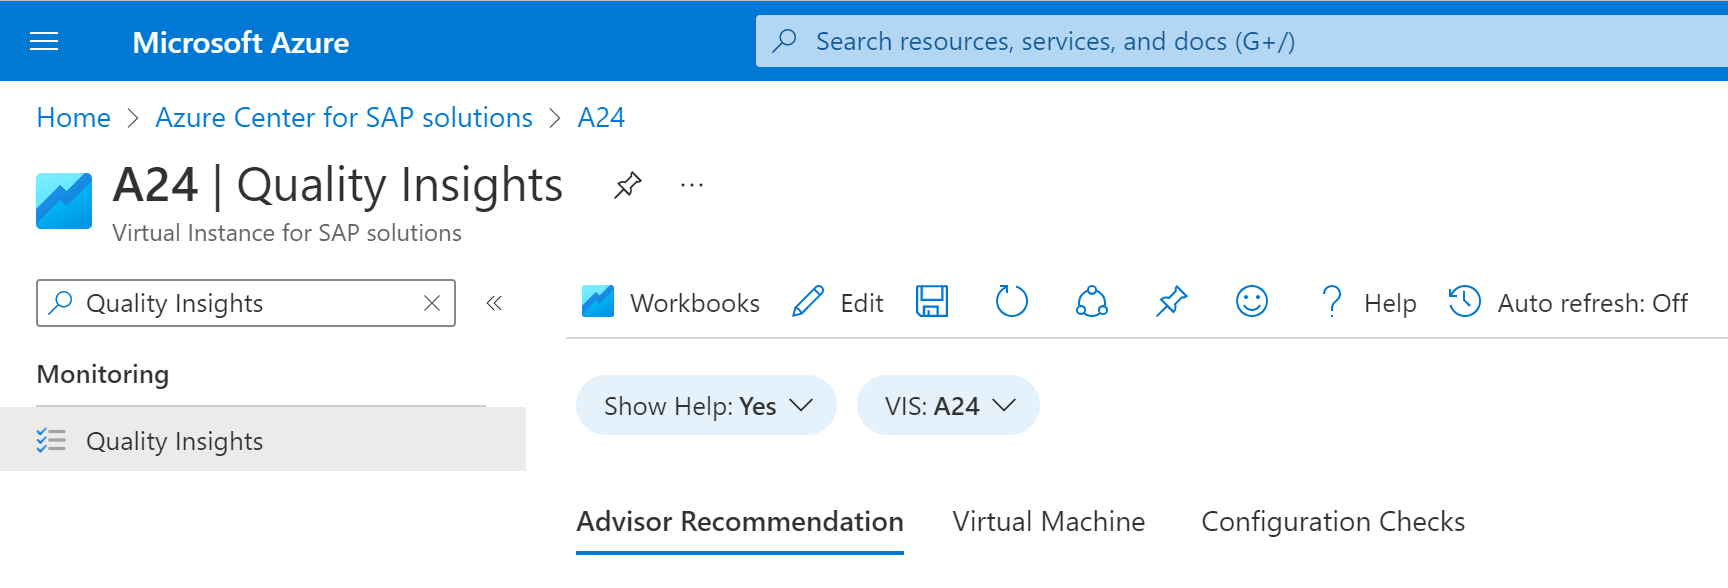 Microsoft Azure
Search resources, services, and docs (G+/)
Home > Azure Center for SAP solutions > A24
A24 | Quality Insights
...
Virtual Instance for SAP solutions
Quality Insights
Workbooks
Edit
Help
Auto refresh: Off
Monitoring
Quality Insights
Show Help: Yes
VIS: A24
Advisor Recommendation
Virtual Machine
Configuration Checks